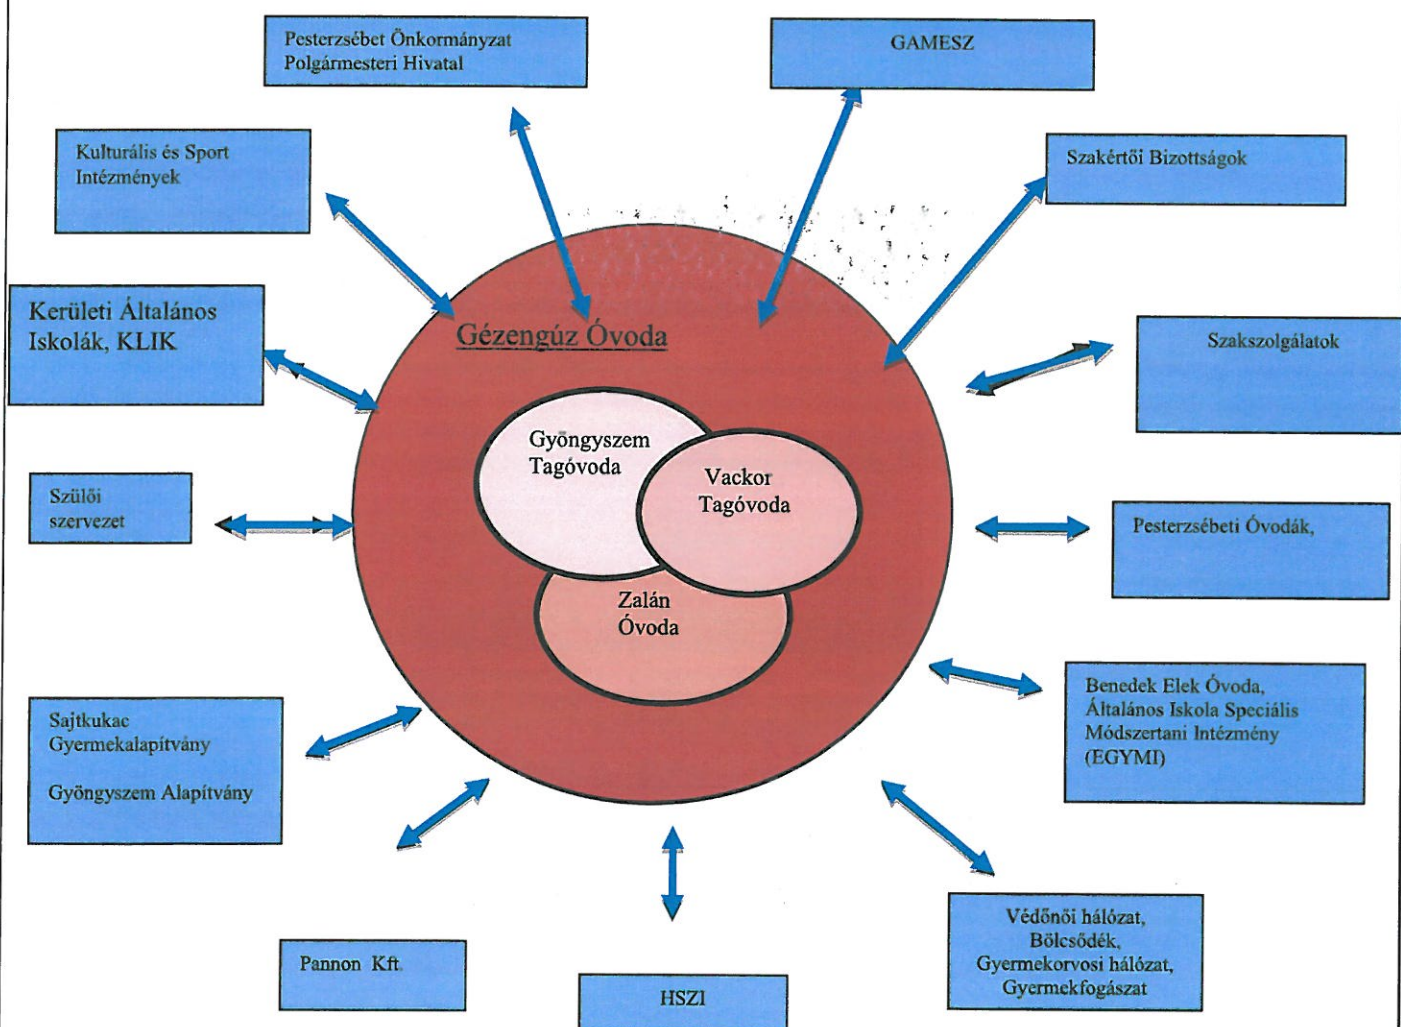 Pesterzsébet Önkormányzat
Polgármesteri Hivatal
GAMESZ
Kulturális és Sport
Intézmények
Szakértői Bizottságok
Kerületi Általános
Iskolák, KLIK
Gézengúz Óvoda
Szakszolgálatok
Gyöngyszem
Tagóvoda
Vackor
Tagóvoda
Szülői
szervezet
Pesterzsébeti Óvodák,
Zalán
Óvoda
Sajtkukac
Gyermekalapítvány
Gyöngyszem Alapítvány
Benedek Elek Óvoda,
Általános Iskola Speciális
Módszertani Intézmény
(EGYMI)
Védőnői hálózat,
Bölcsődék,
Gyermekorvosi hálózat,
Gyermekfogászat
Pannon Kft.
HSZI